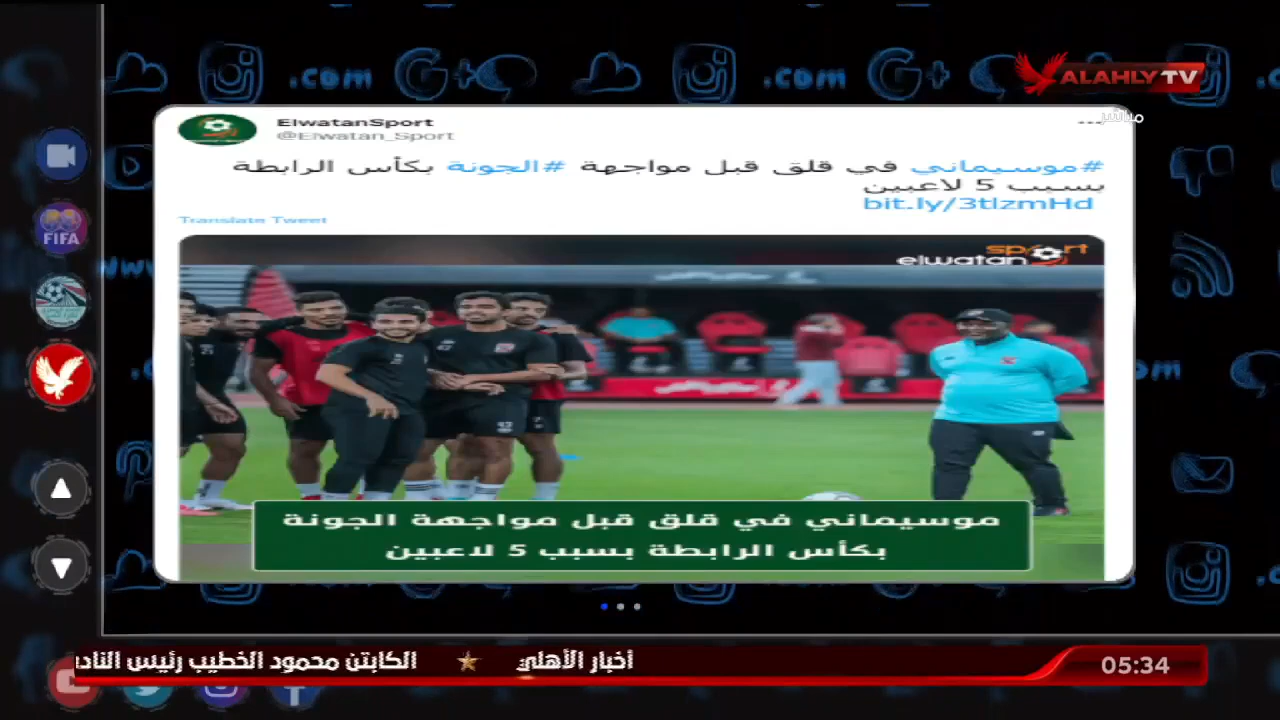 ALAHLY TV
مباشر
ElwatanSport
@Elwatan_Sport
#موسيماني في قلق قبل مواجهة #الجونة بكأس الرابطة
بسبب 5 لاعبين
bit.ly/3tlzmHd
Translate Tweet
sport
elwatan
موسيماني في قلق قبل مواجهة الجونة
بكأس الرابطة بسبب 5 لاعبين
FIFA
.com
.com
G+
G+
أخبار الأهلي
الكابتن محمود الخطيب رئيس
05:34